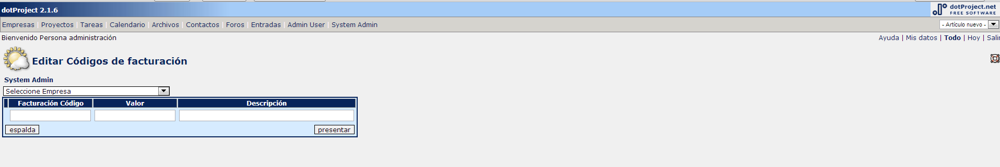 dotProject 2.1.6
dotProject.net
FREE SOFTWARE
Empresas | Proyectos | Tareas | Calendario | Archivos | Contactos | Foros | Entradas | Admin User | System Admin
- Artículo nuevo -
Bienvenido Persona administración
Ayuda | Mis datos | Todo | Hoy | Salir
Editar Códigos de facturación
System Admin
Seleccione Empresa
Facturación Código Valor Descripción
espalda presentar